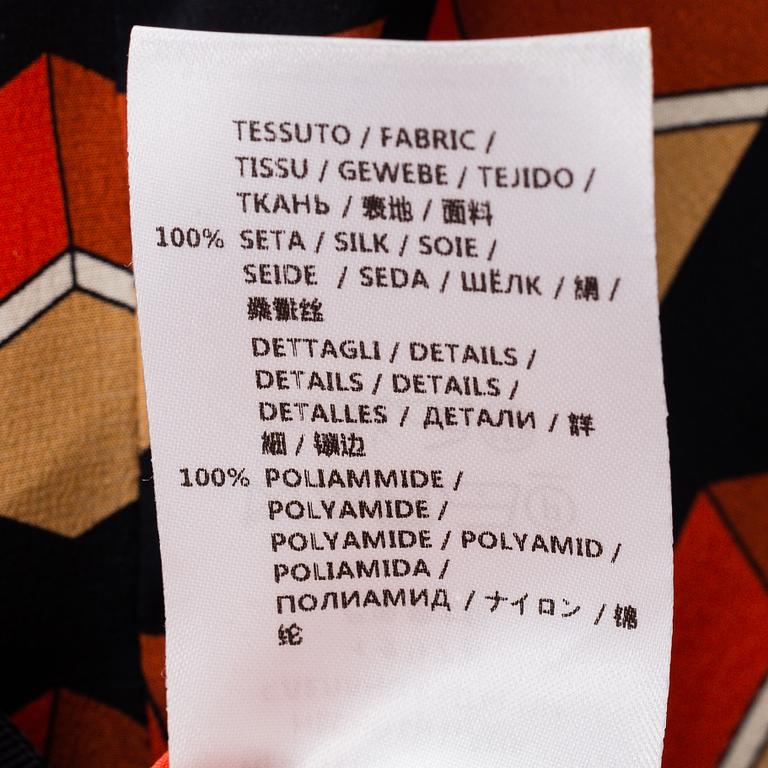 TESSUTO / FABRIC /
TISSU / GEWEBE / TEJIDO /
ТКАНЬ / 表地 / 面料
100% SETA / SILK / SOIE /
SEIDE / SEDA / ШЁЛК / 絹 /
桑蚕丝
DETTAGLI / DETAILS /
DETAILS / DETAILS /
DETALLES / ДЕТАЛИ / 詳
細 / 镶边
100% POLIAMMIDE /
POLYAMIDE /
POLYAMIDE / POLYAMID /
POLIAMIDA /
ПОЛИАМИД / ナイロン / 锦
纶